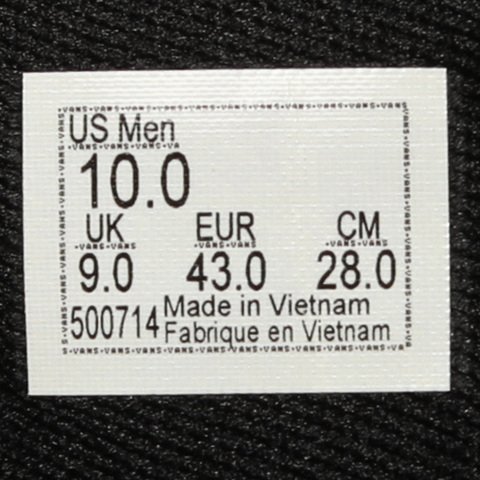 US Men
10.0
UK EUR CM
9.0 43.0 28.0
500714 Made in Vietnam
Fabrique en Vietnam